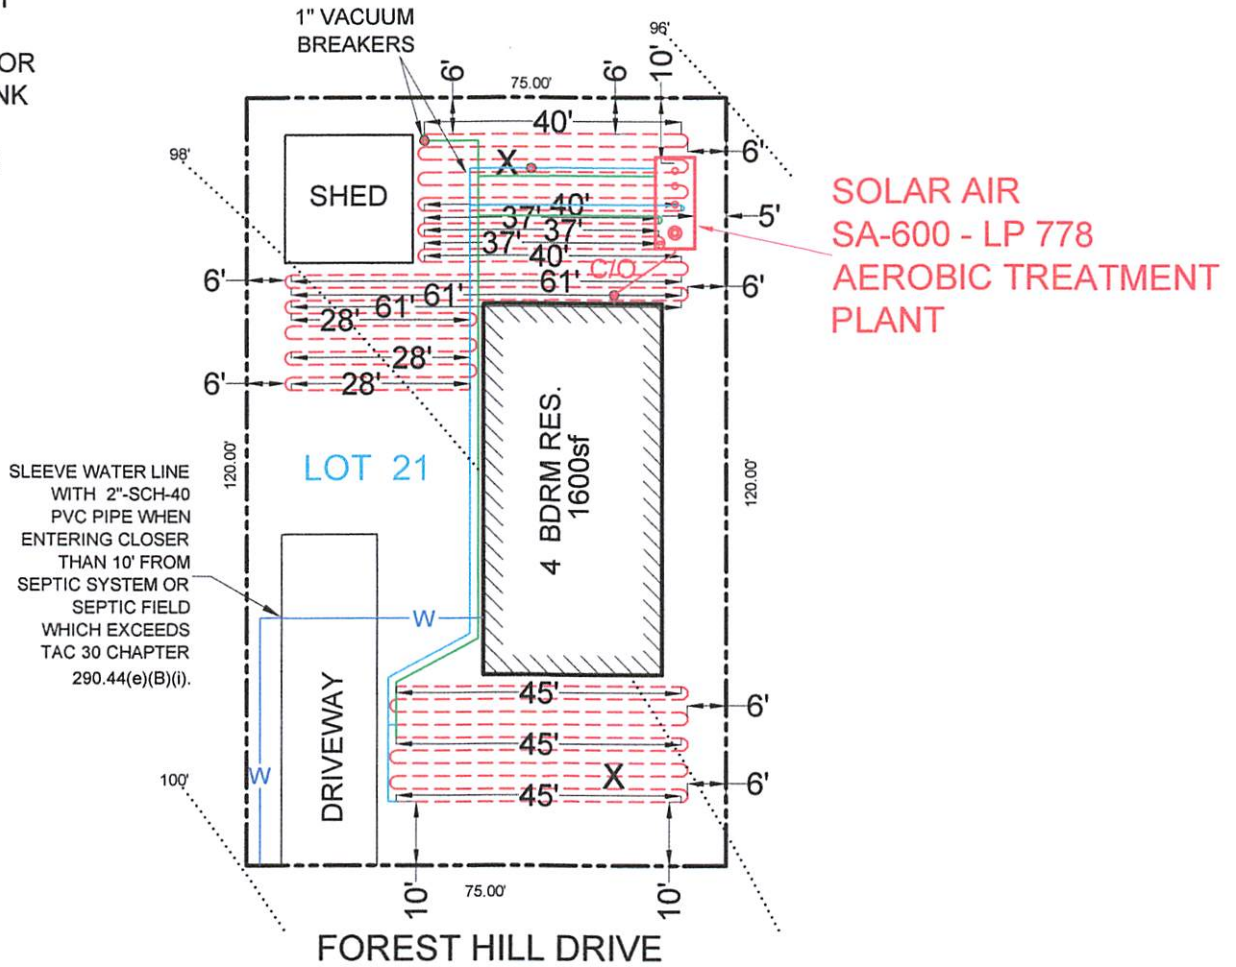 OR
NK
1" VACUUM
BREAKERS
96'
6'
75.00'
6'
10'
40'
98'
X
6'
SHED
40'
37'
37'
37'
40'
5'
SOLAR AIR
SA-600 - LP 778
AEROBIC TREATMENT
PLANT
C/O
6'
61'
61'
61'
6'
28'
28'
6'
28'
120.00'
LOT 21
4 BDRM RES.
1600sf
120.00'
SLEEVE WATER LINE
WITH 2"-SCH-40
PVC PIPE WHEN
ENTERING CLOSER
THAN 10' FROM
SEPTIC SYSTEM OR
SEPTIC FIELD
WHICH EXCEEDS
TAC 30 CHAPTER
290.44(e)(B)(i).
W
DRIVEWAY
45'
6'
45'
100'
W
X
6'
45'
10'
75.00'
10'
FOREST HILL DRIVE